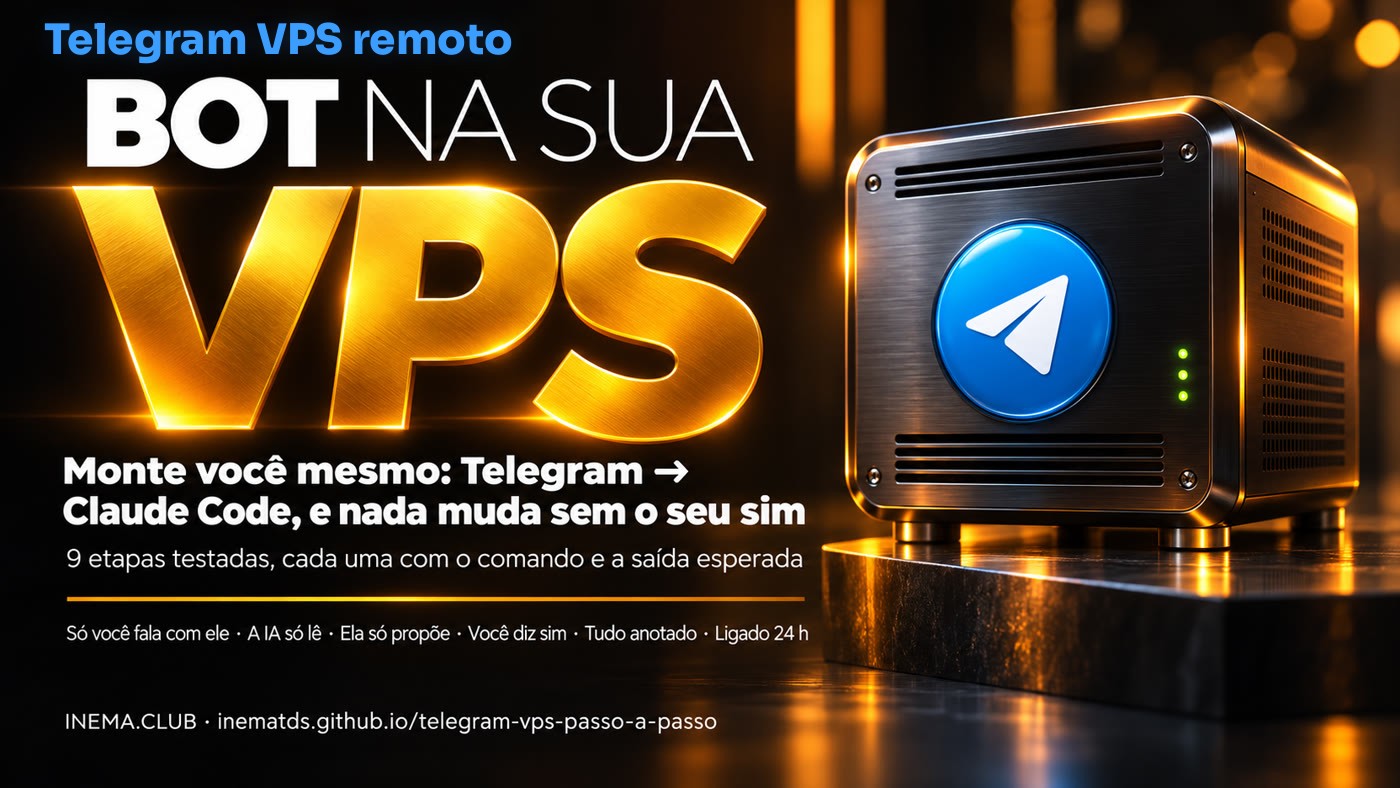 Telegram VPS remoto
BOT NA SUA
VPS
Monte você mesmo: Telegram →
Claude Code, e nada muda sem o seu sim
9 etapas testadas, cada uma com o comando e a saída esperada
Só você fala com ele · A IA só lê · Ela só propõe · Você diz sim · Tudo anotado · Ligado 24 h
INEMA.CLUB · inematds.github.io/telegram-vps-passo-a-passo